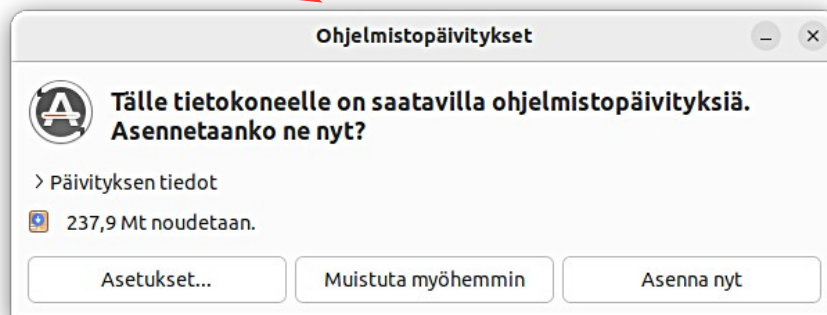 Ohjelmistopäivitykset
Tälle tietokoneelle on saatavilla ohjelmistopäivityksiä.
Asennetaanko ne nyt?
Päivityksen tiedot
237,9 Mt noudetaan.
Asetukset...
Muistuta myöhemmin
Asenna nyt